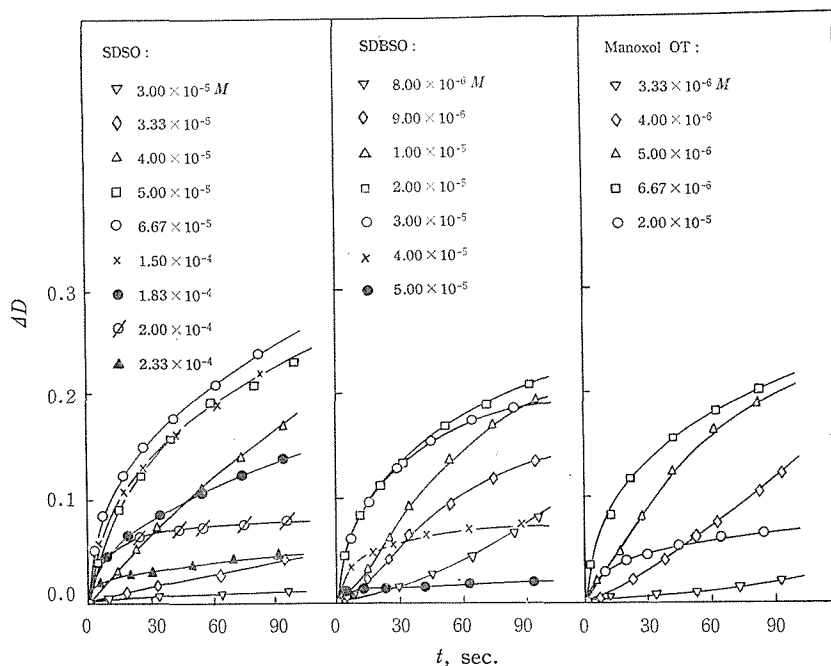 SDSO :
▽ 3.00 × 10⁻⁵ M
◇ 3.33 × 10⁻⁵
△ 4.00 × 10⁻⁵
□ 5.00 × 10⁻⁵
○ 6.67 × 10⁻⁵
× 1.50 × 10⁻⁴
● 1.83 × 10⁻⁴
⌀ 2.00 × 10⁻⁴
▲ 2.33 × 10⁻⁴
SDBSO :
▽ 8.00 × 10⁻⁶ M
◇ 9.00 × 10⁻⁶
△ 1.00 × 10⁻⁵
□ 2.00 × 10⁻⁵
○ 3.00 × 10⁻⁵
× 4.00 × 10⁻⁵
● 5.00 × 10⁻⁵
Manoxol OT :
▽ 3.33 × 10⁻⁶ M
◇ 4.00 × 10⁻⁶
△ 5.00 × 10⁻⁶
□ 6.67 × 10⁻⁶
○ 2.00 × 10⁻⁵
ΔD
0.3
0.2
0.1
0.0
0 30 60 90 0 30 60 90 0 30 60 90
t, sec.